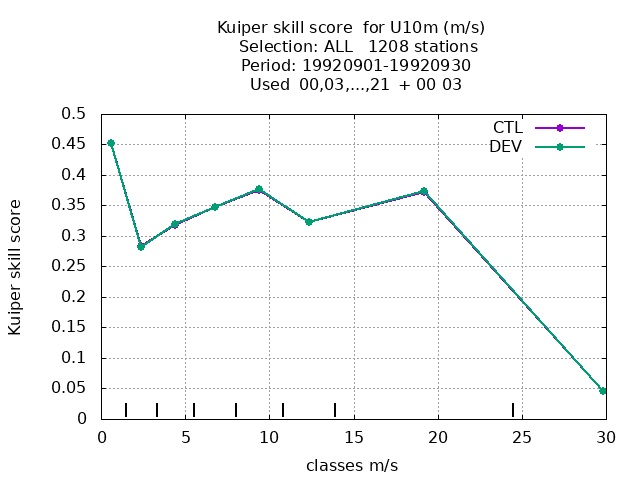 Kuiper skill score  for U10m (m/s)
Selection: ALL   1208 stations
Period: 19920901-19920930
Used  00,03,...,21  + 00 03
CTL
DEV
Kuiper skill score
0.5
0.45
0.4
0.35
0.3
0.25
0.2
0.15
0.1
0.05
0
0 5 10 15 20 25 30
classes m/s